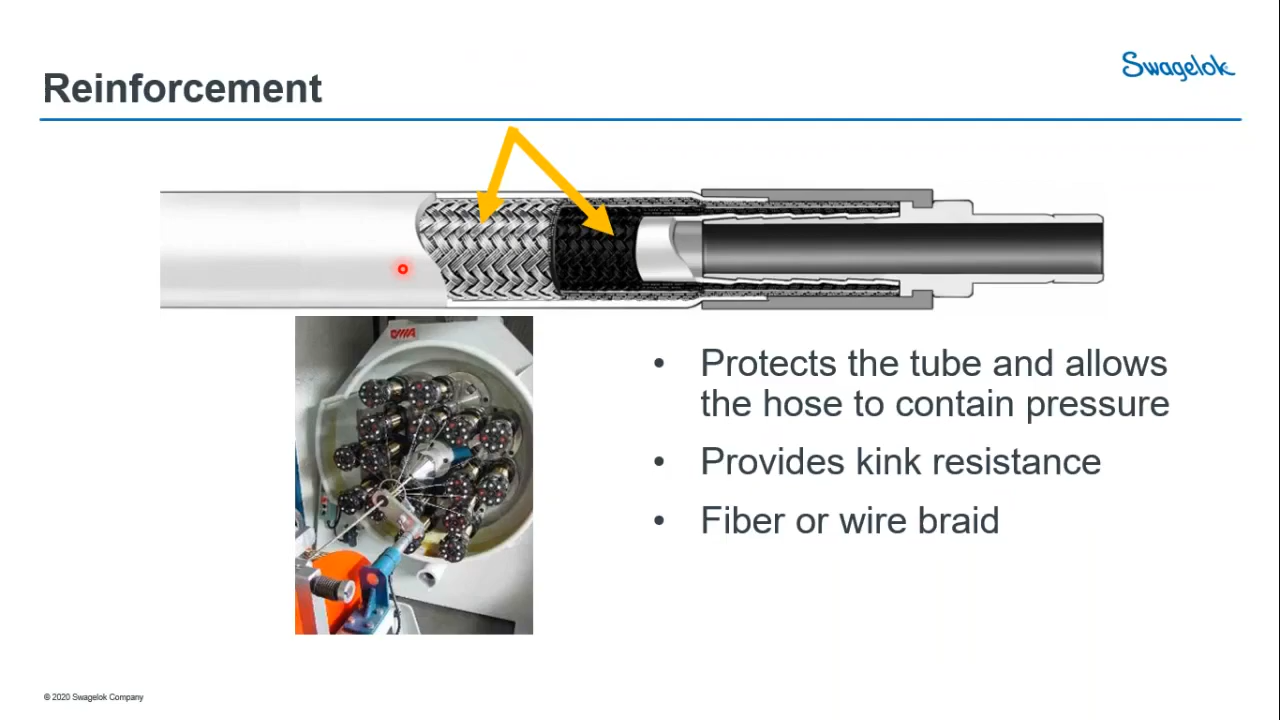 Reinforcement
Swagelok
• Protects the tube and allows
the hose to contain pressure
• Provides kink resistance
• Fiber or wire braid
© 2020 Swagelok Company